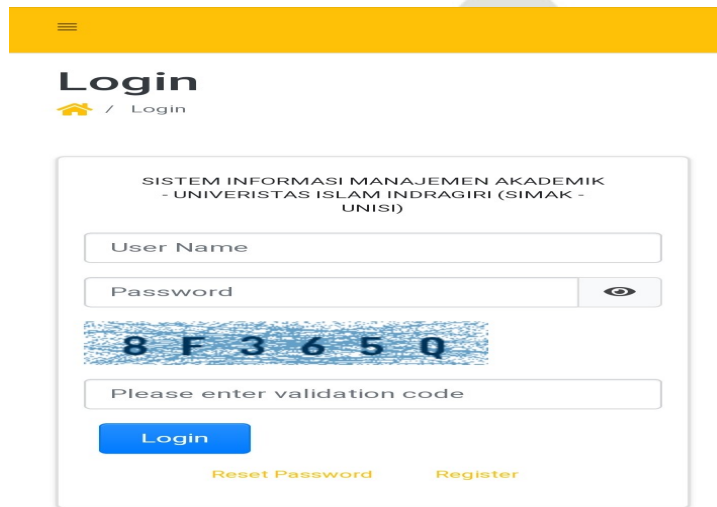 Login
/ Login
SISTEM INFORMASI MANAJEMEN AKADEMIK
- UNIVERISTAS ISLAM INDRAGIRI (SIMAK -
UNISI)
User Name
Password
8 F 3 6 5 Q
Please enter validation code
Login
Reset Password Register